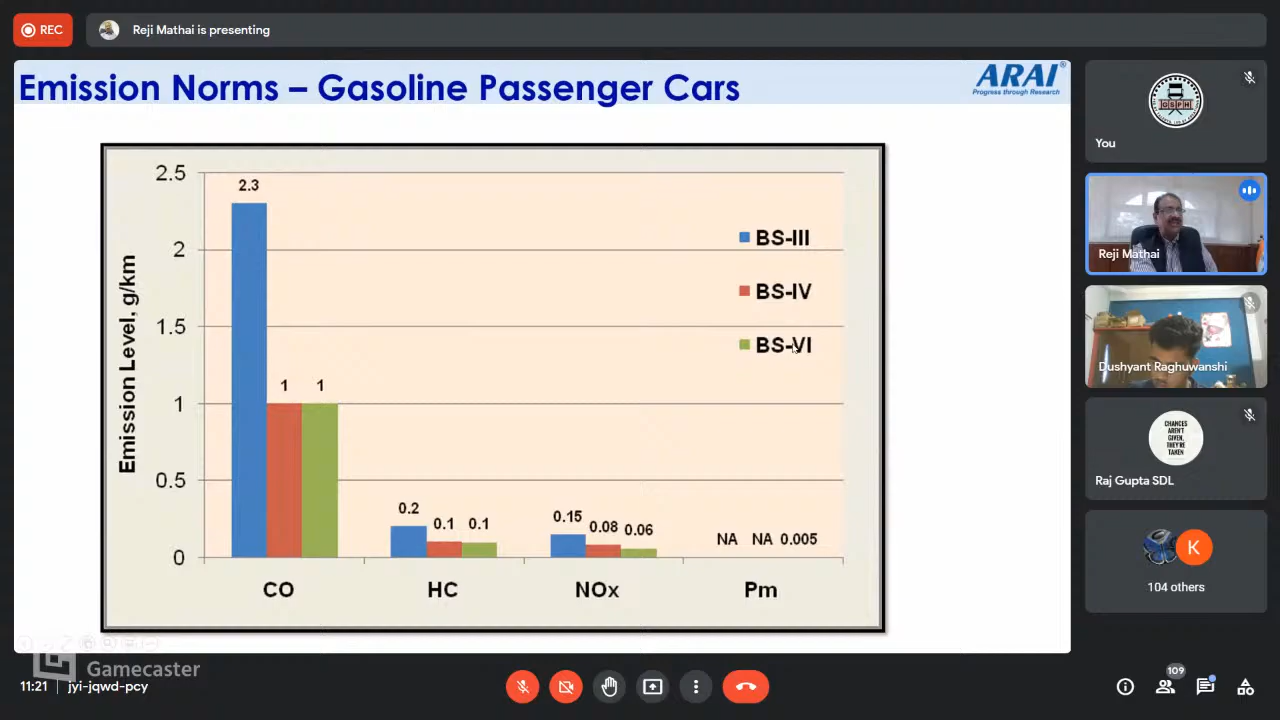 REC
Reji Mathai is presenting
Emission Norms – Gasoline Passenger Cars
ARAI®
Progress through Research
Emission Level, g/km
2.5
2
1.5
1
0.5
0
2.3
1
1
0.2
0.1
0.1
0.15
0.08
0.06
NA
NA
0.005
BS-III
BS-IV
BS-VI
CO
HC
NOx
Pm
Gamecaster
11:21 | jyi-jqwd-pcy
You
Reji Mathai
Dushyant Raghuwanshi
CHANCES
AREN'T
GIVEN,
THEY'RE
TAKEN
Raj Gupta SDL
K
104 others
109